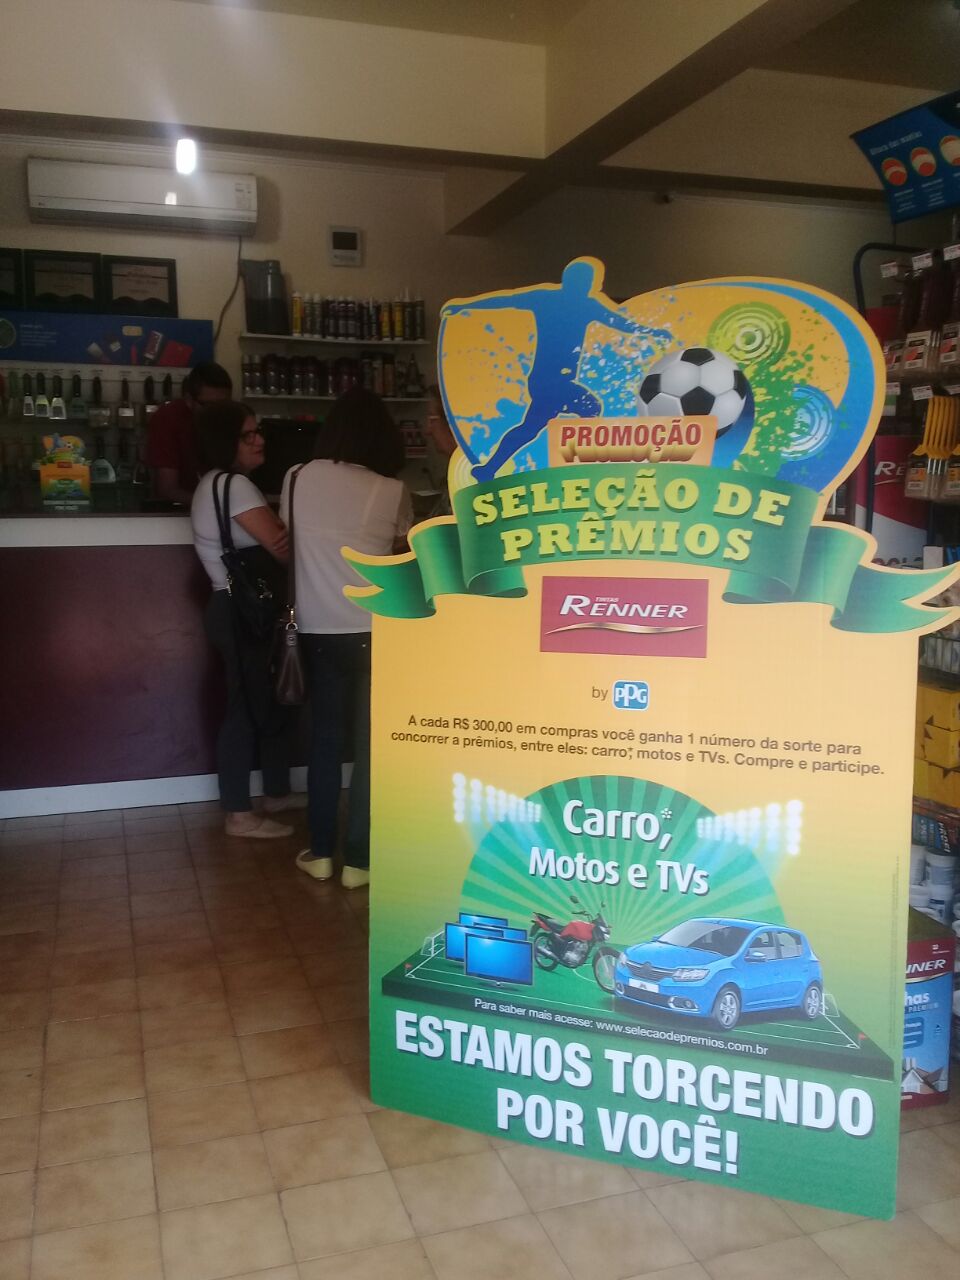 PROMOÇÃO
SELEÇÃO DE
PRÊMIOS
TINTAS
RENNER
by PPG
A cada R$ 300,00 em compras você ganha 1 número da sorte para
concorrer a prêmios, entre eles: carro*, motos e TVs. Compre e participe.
Carro,*
Motos e TVs
Para saber mais acesse: www.selecaodepremios.com.br
ESTAMOS TORCENDO
POR VOCÊ!
NNER